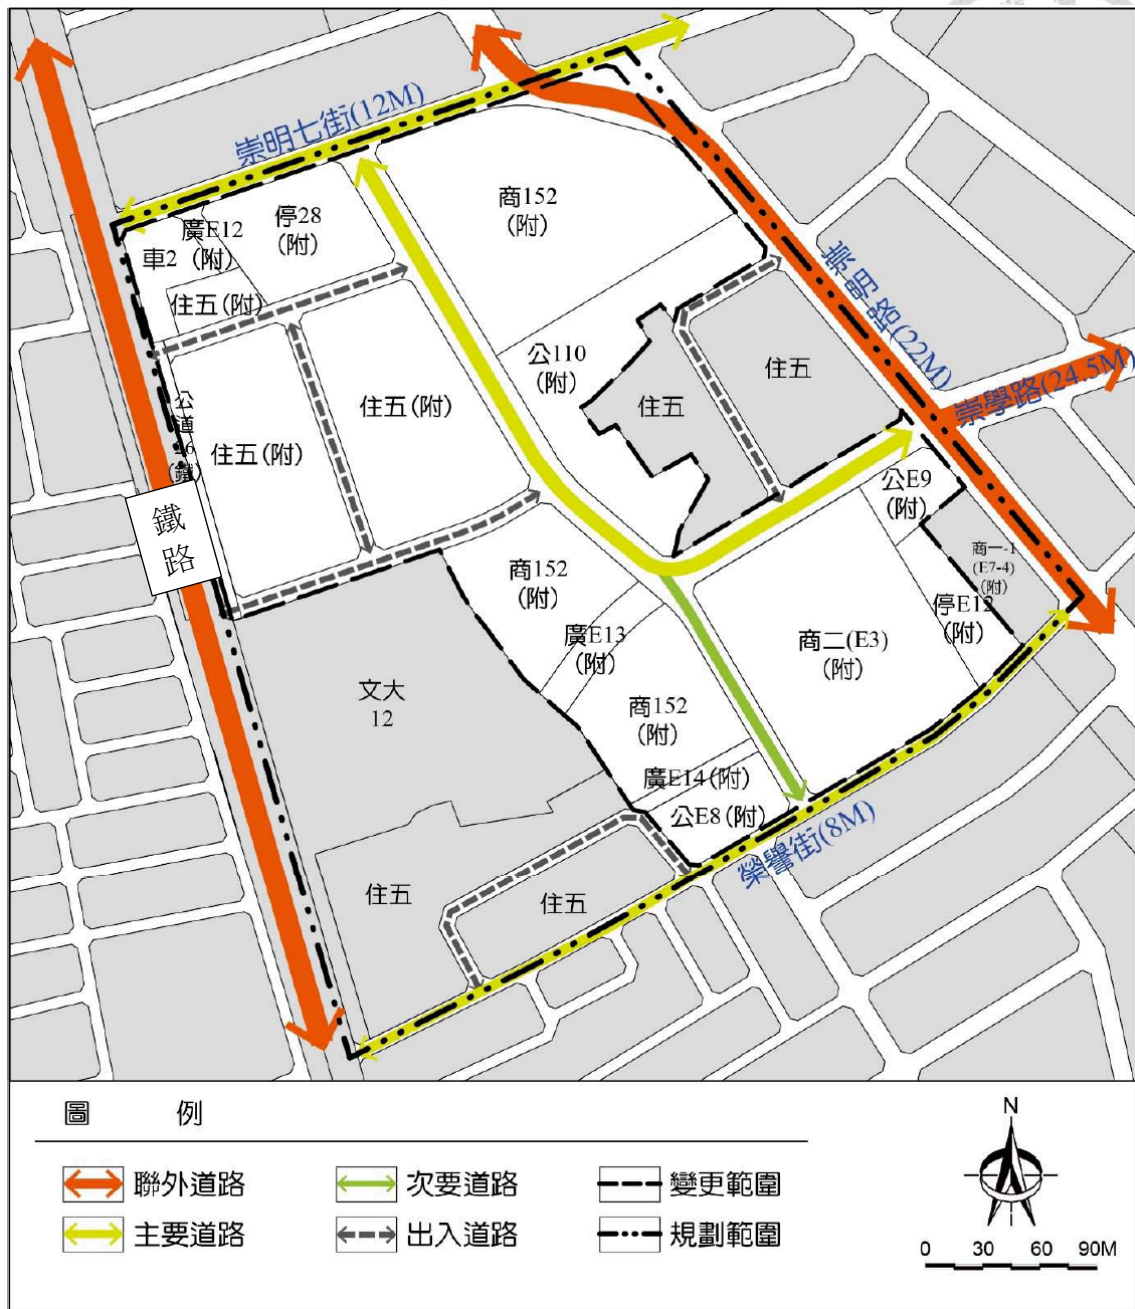 崇明七街(12M)
商152
(附)
停28
(附)
廣E12
(附)
車2
住五(附)
崇明路(22M)
崇學路(24.5M)
公110
(附)
住五
住五
住五(附)
住五(附)
公道
26
(鐵)
鐵路
公E9
(附)
商一-1
(E7-4)
(附)
停E12
(附)
商152
(附)
廣E13
(附)
商二(E3)
(附)
文大
12
商152
(附)
廣E14(附)
公E8(附)
榮譽街(8M)
住五
住五
圖例
聯外道路
次要道路
變更範圍
主要道路
出入道路
規劃範圍
N
0 30 60 90M